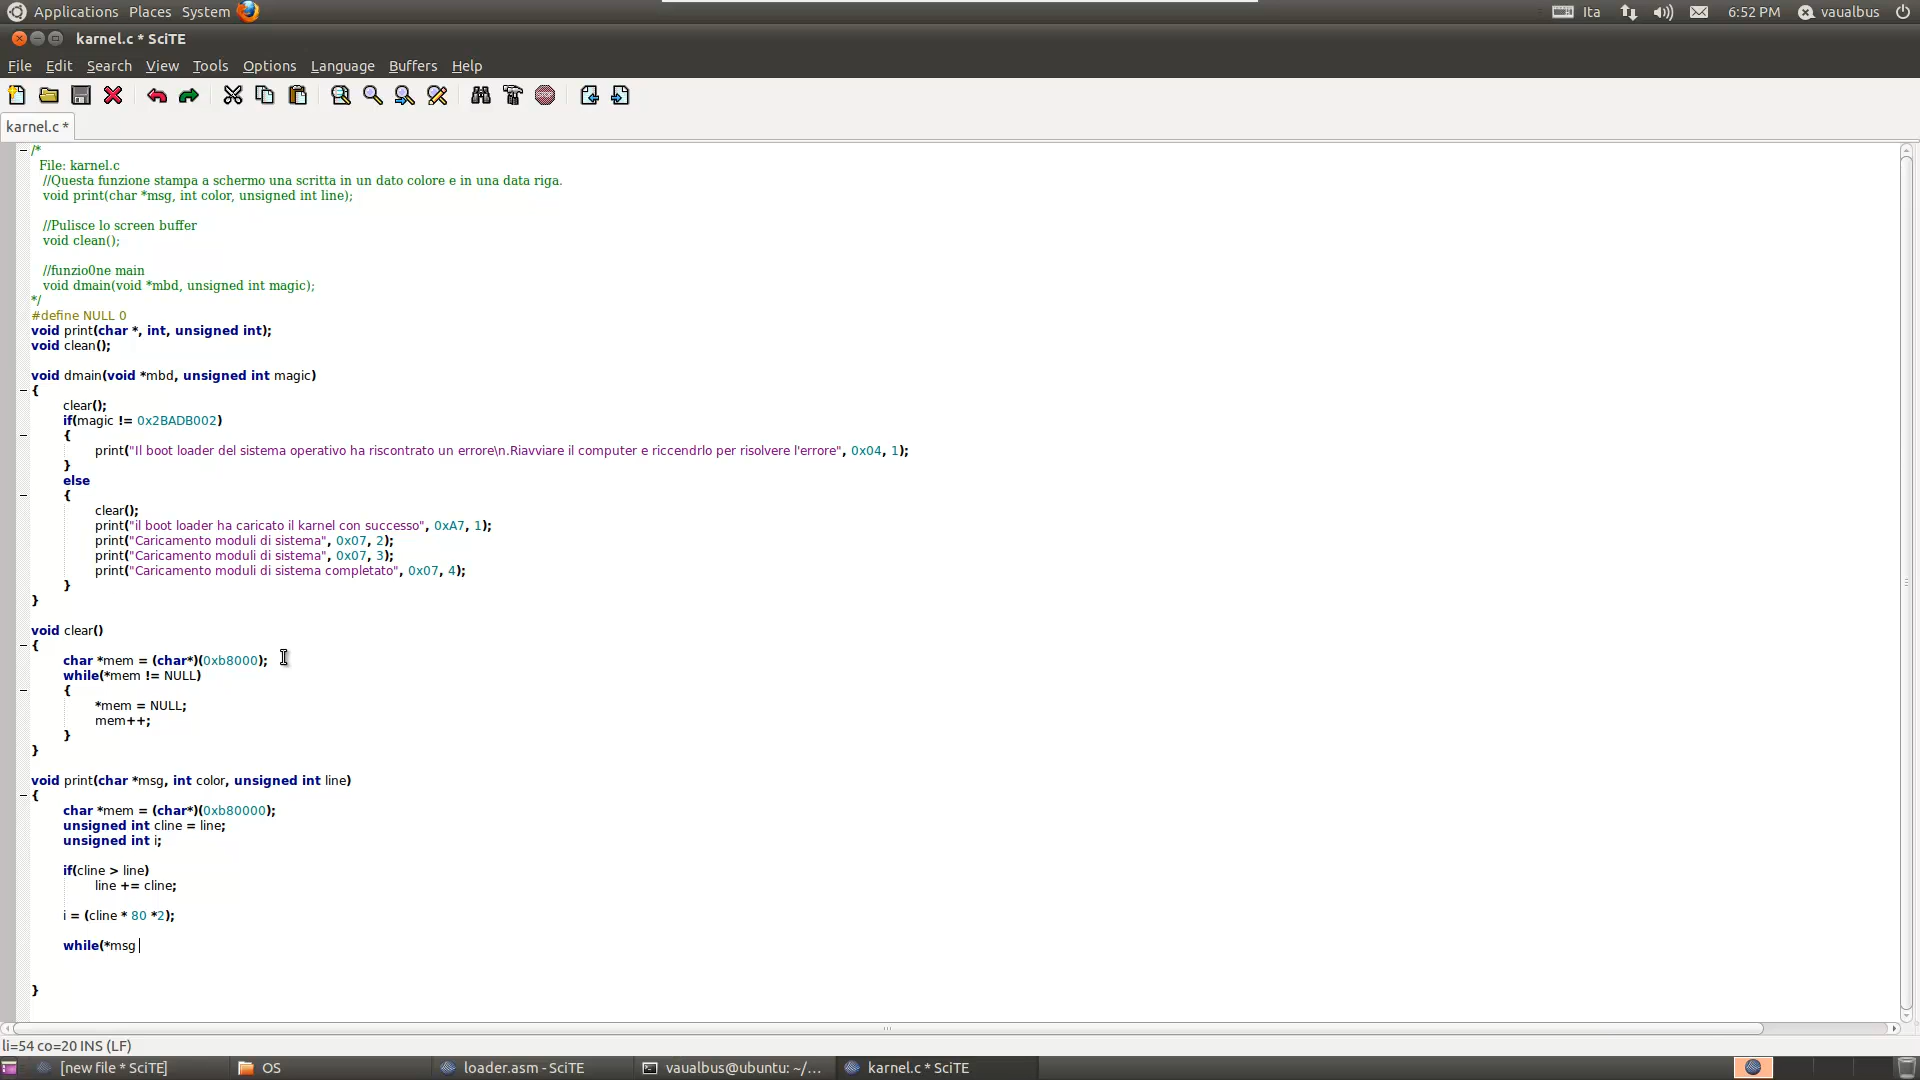 Applications Places System Ita 6:52 PM vaualbus
karnel.c * SciTE
File Edit Search View Tools Options Language Buffers Help
karnel.c *
/*
File: karnel.c
//Questa funzione stampa a schermo una scritta in un dato colore e in una data riga.
void print(char *msg, int color, unsigned int line);
//Pulisce lo screen buffer
void clean();
//funzio0ne main
void dmain(void *mbd, unsigned int magic);
*/
#define NULL 0
void print(char *, int, unsigned int);
void clean();
void dmain(void *mbd, unsigned int magic)
{
clear();
if(magic != 0x2BADB002)
{
print("Il boot loader del sistema operativo ha riscontrato un errore\n.Riavviare il computer e riccendrlo per risolvere l'errore", 0x04, 1);
}
else
{
clear();
print("il boot loader ha caricato il karnel con successo", 0xA7, 1);
print("Caricamento moduli di sistema", 0x07, 2);
print("Caricamento moduli di sistema", 0x07, 3);
print("Caricamento moduli di sistema completato", 0x07, 4);
}
}
void clear()
{
char *mem = (char*)(0xb8000);
while(*mem != NULL)
{
*mem = NULL;
mem++;
}
}
void print(char *msg, int color, unsigned int line)
{
char *mem = (char*)(0xb80000);
unsigned int cline = line;
unsigned int i;
if(cline > line)
line += cline;
i = (cline * 80 *2);
while(*msg
}
li=54 co=20 INS (LF)
[new file * SciTE] OS loader.asm - SciTE vaualbus@ubuntu: ~/... karnel.c * SciTE